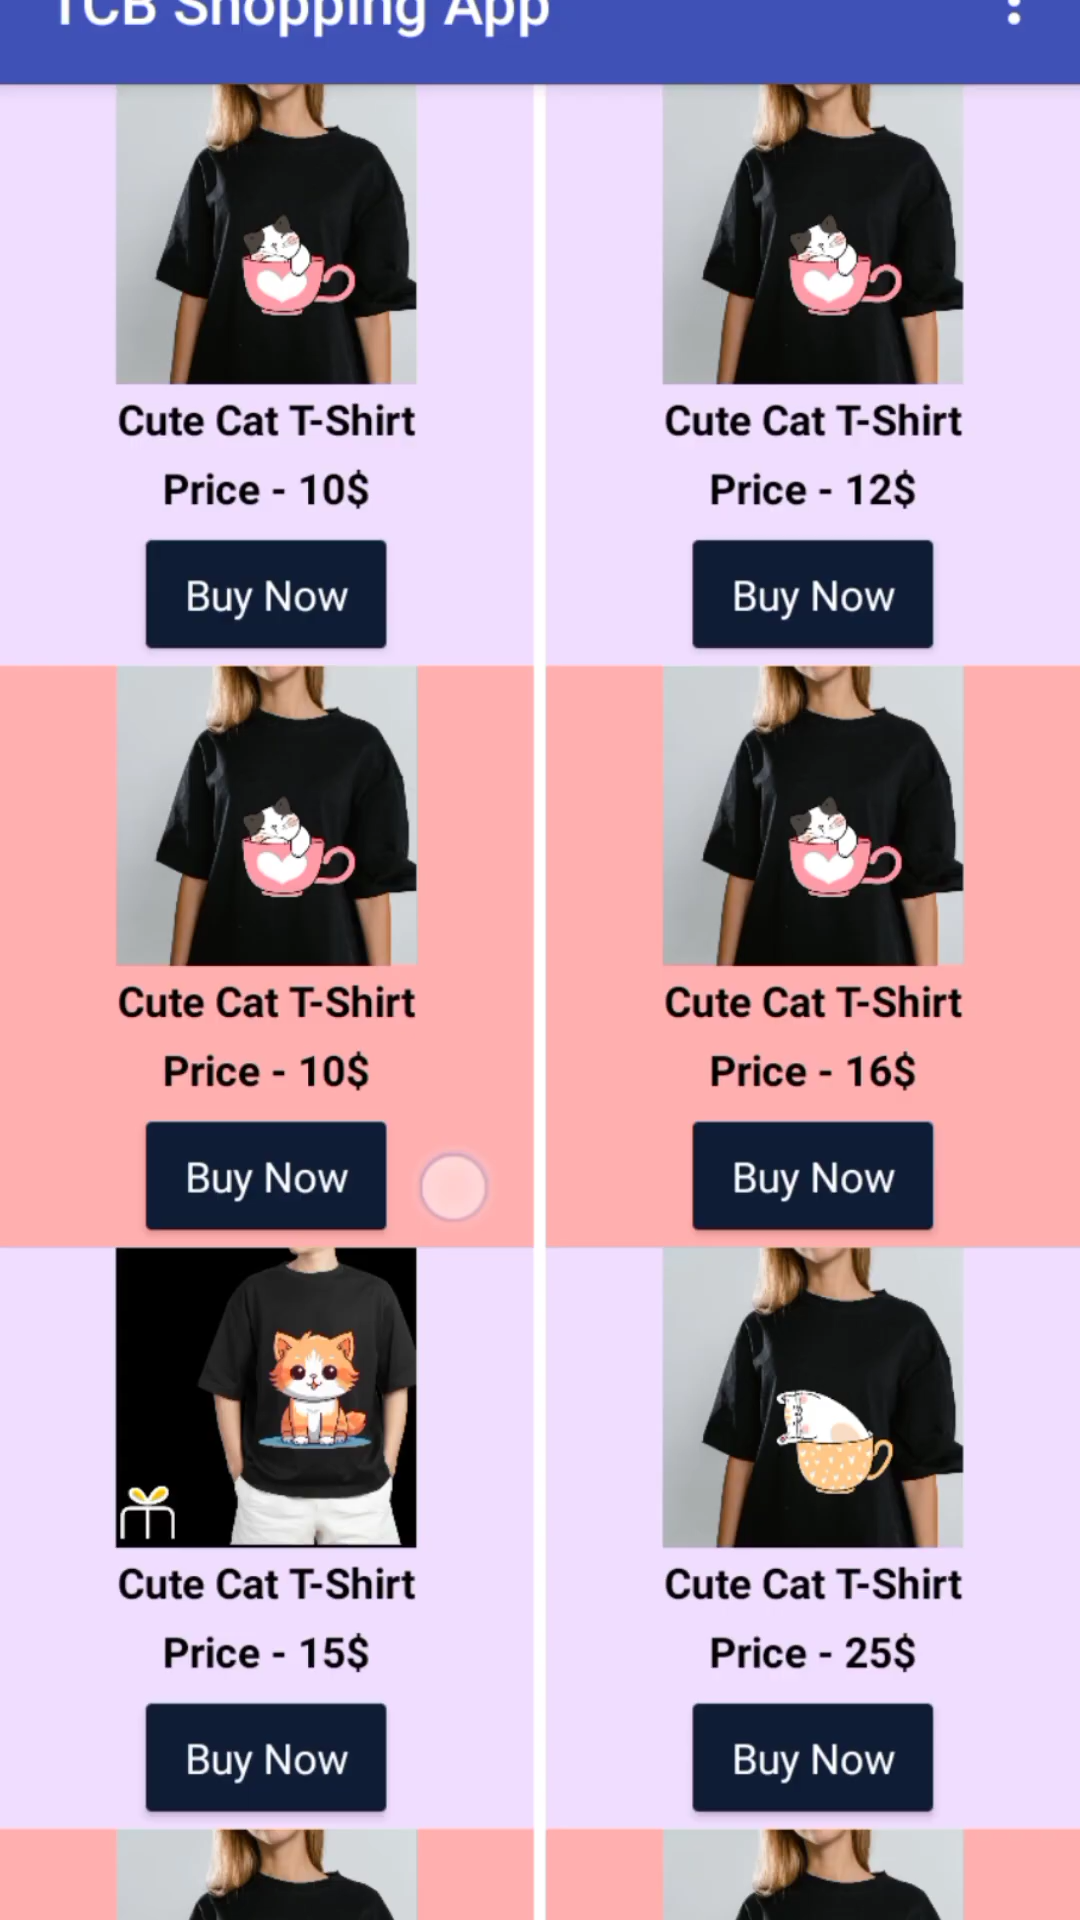 TCB Shopping App
Cute Cat T-Shirt
Price - 10$
Buy Now
Cute Cat T-Shirt
Price - 12$
Buy Now
Cute Cat T-Shirt
Price - 10$
Buy Now
Cute Cat T-Shirt
Price - 16$
Buy Now
Cute Cat T-Shirt
Price - 15$
Buy Now
Cute Cat T-Shirt
Price - 25$
Buy Now